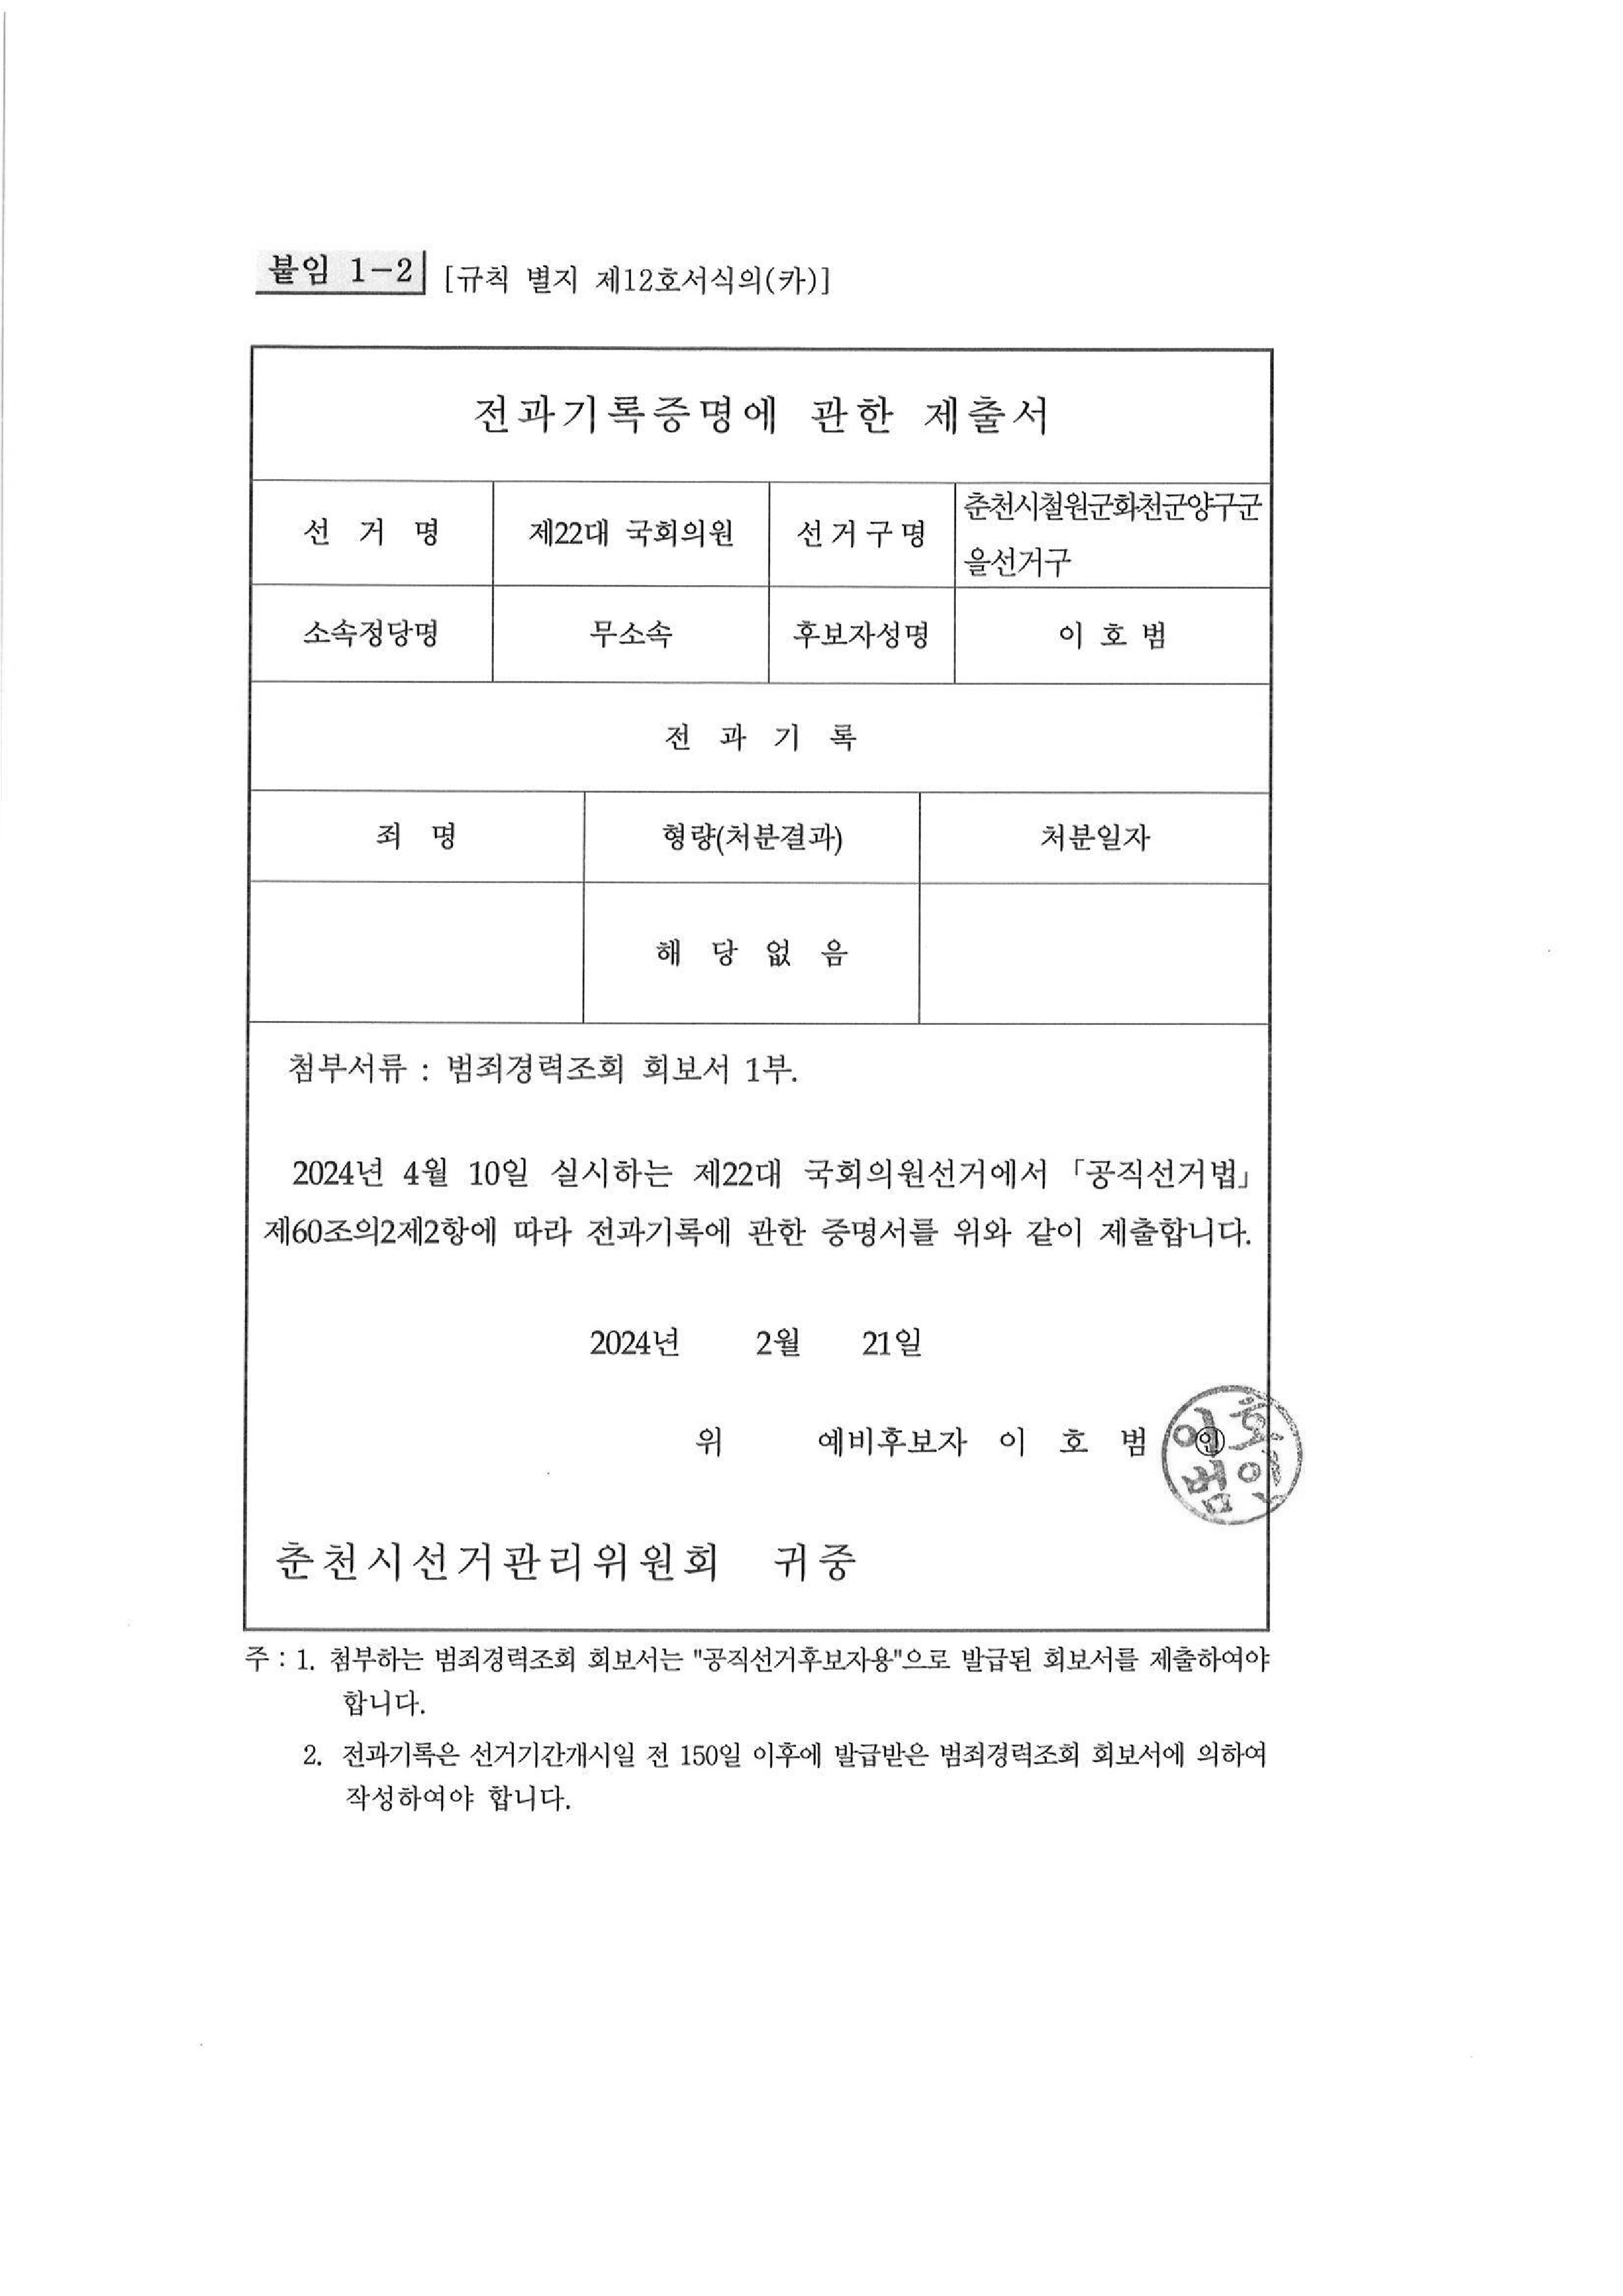 붙임 1-2 [규칙 별지 제12호서식의(카)]
전과기록증명에 관한 제출서
선 거 명 제22대 국회의원 선거구명 춘천시철원군화천군양구군
을선거구
소속정당명 무소속 후보자성명 이 호 범
전 과 기 록
죄 명 형량(처분결과) 처분일자
해 당 없 음
첨부서류 : 범죄경력조회 회보서 1부.
2024년 4월 10일 실시하는 제22대 국회의원선거에서 「공직선거법」
제60조의2제2항에 따라 전과기록에 관한 증명서를 위와 같이 제출합니다.
2024년 2월 21일
위 예비후보자 이 호 범 ㊞
이호
범인
춘천시선거관리위원회 귀중
주 : 1. 첨부하는 범죄경력조회 회보서는 "공직선거후보자용"으로 발급된 회보서를 제출하여야
합니다.
2. 전과기록은 선거기간개시일 전 150일 이후에 발급받은 범죄경력조회 회보서에 의하여
작성하여야 합니다.